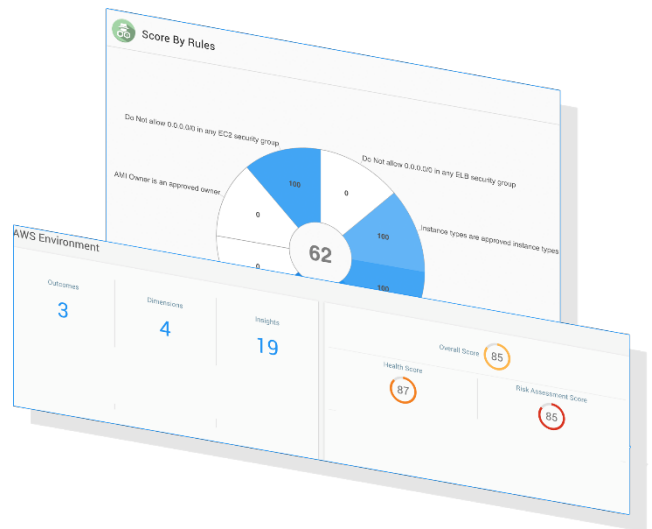 Score By Rules
Do Not allow 0.0.0.0/0 in any EC2 security group
Do Not allow 0.0.0.0/0 in any ELB security group
AMI Owner is an approved owner
Instance types are approved instance types
100
0
0
100
62
0
100
AWS Environment
Outcomes
3
Dimensions
4
Insights
19
Overall Score
85
Health Score
87
Risk Assessment Score
85